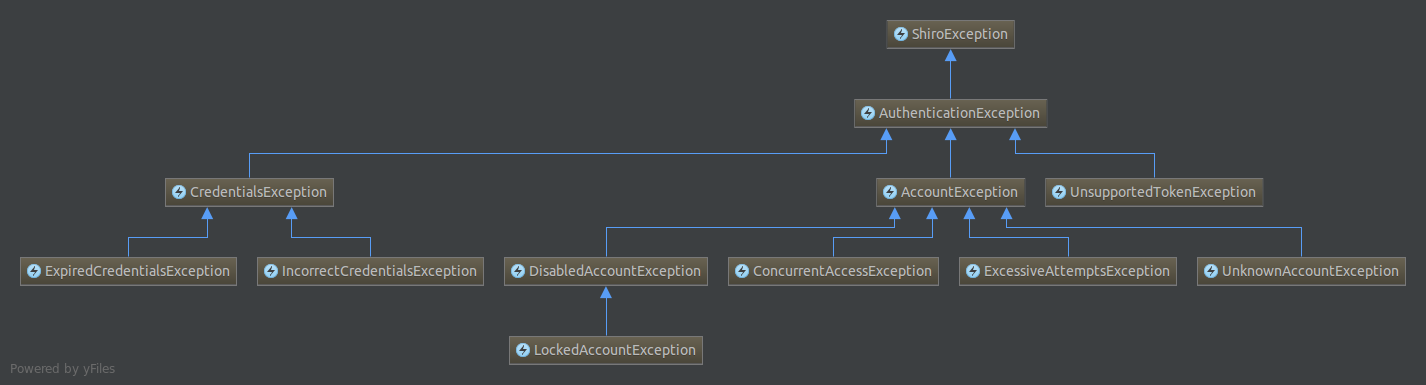 ShiroException
AuthenticationException
CredentialsException
AccountException
UnsupportedTokenException
ExpiredCredentialsException
IncorrectCredentialsException
DisabledAccountException
ConcurrentAccessException
ExcessiveAttemptsException
UnknownAccountException
LockedAccountException
Powered by yFiles